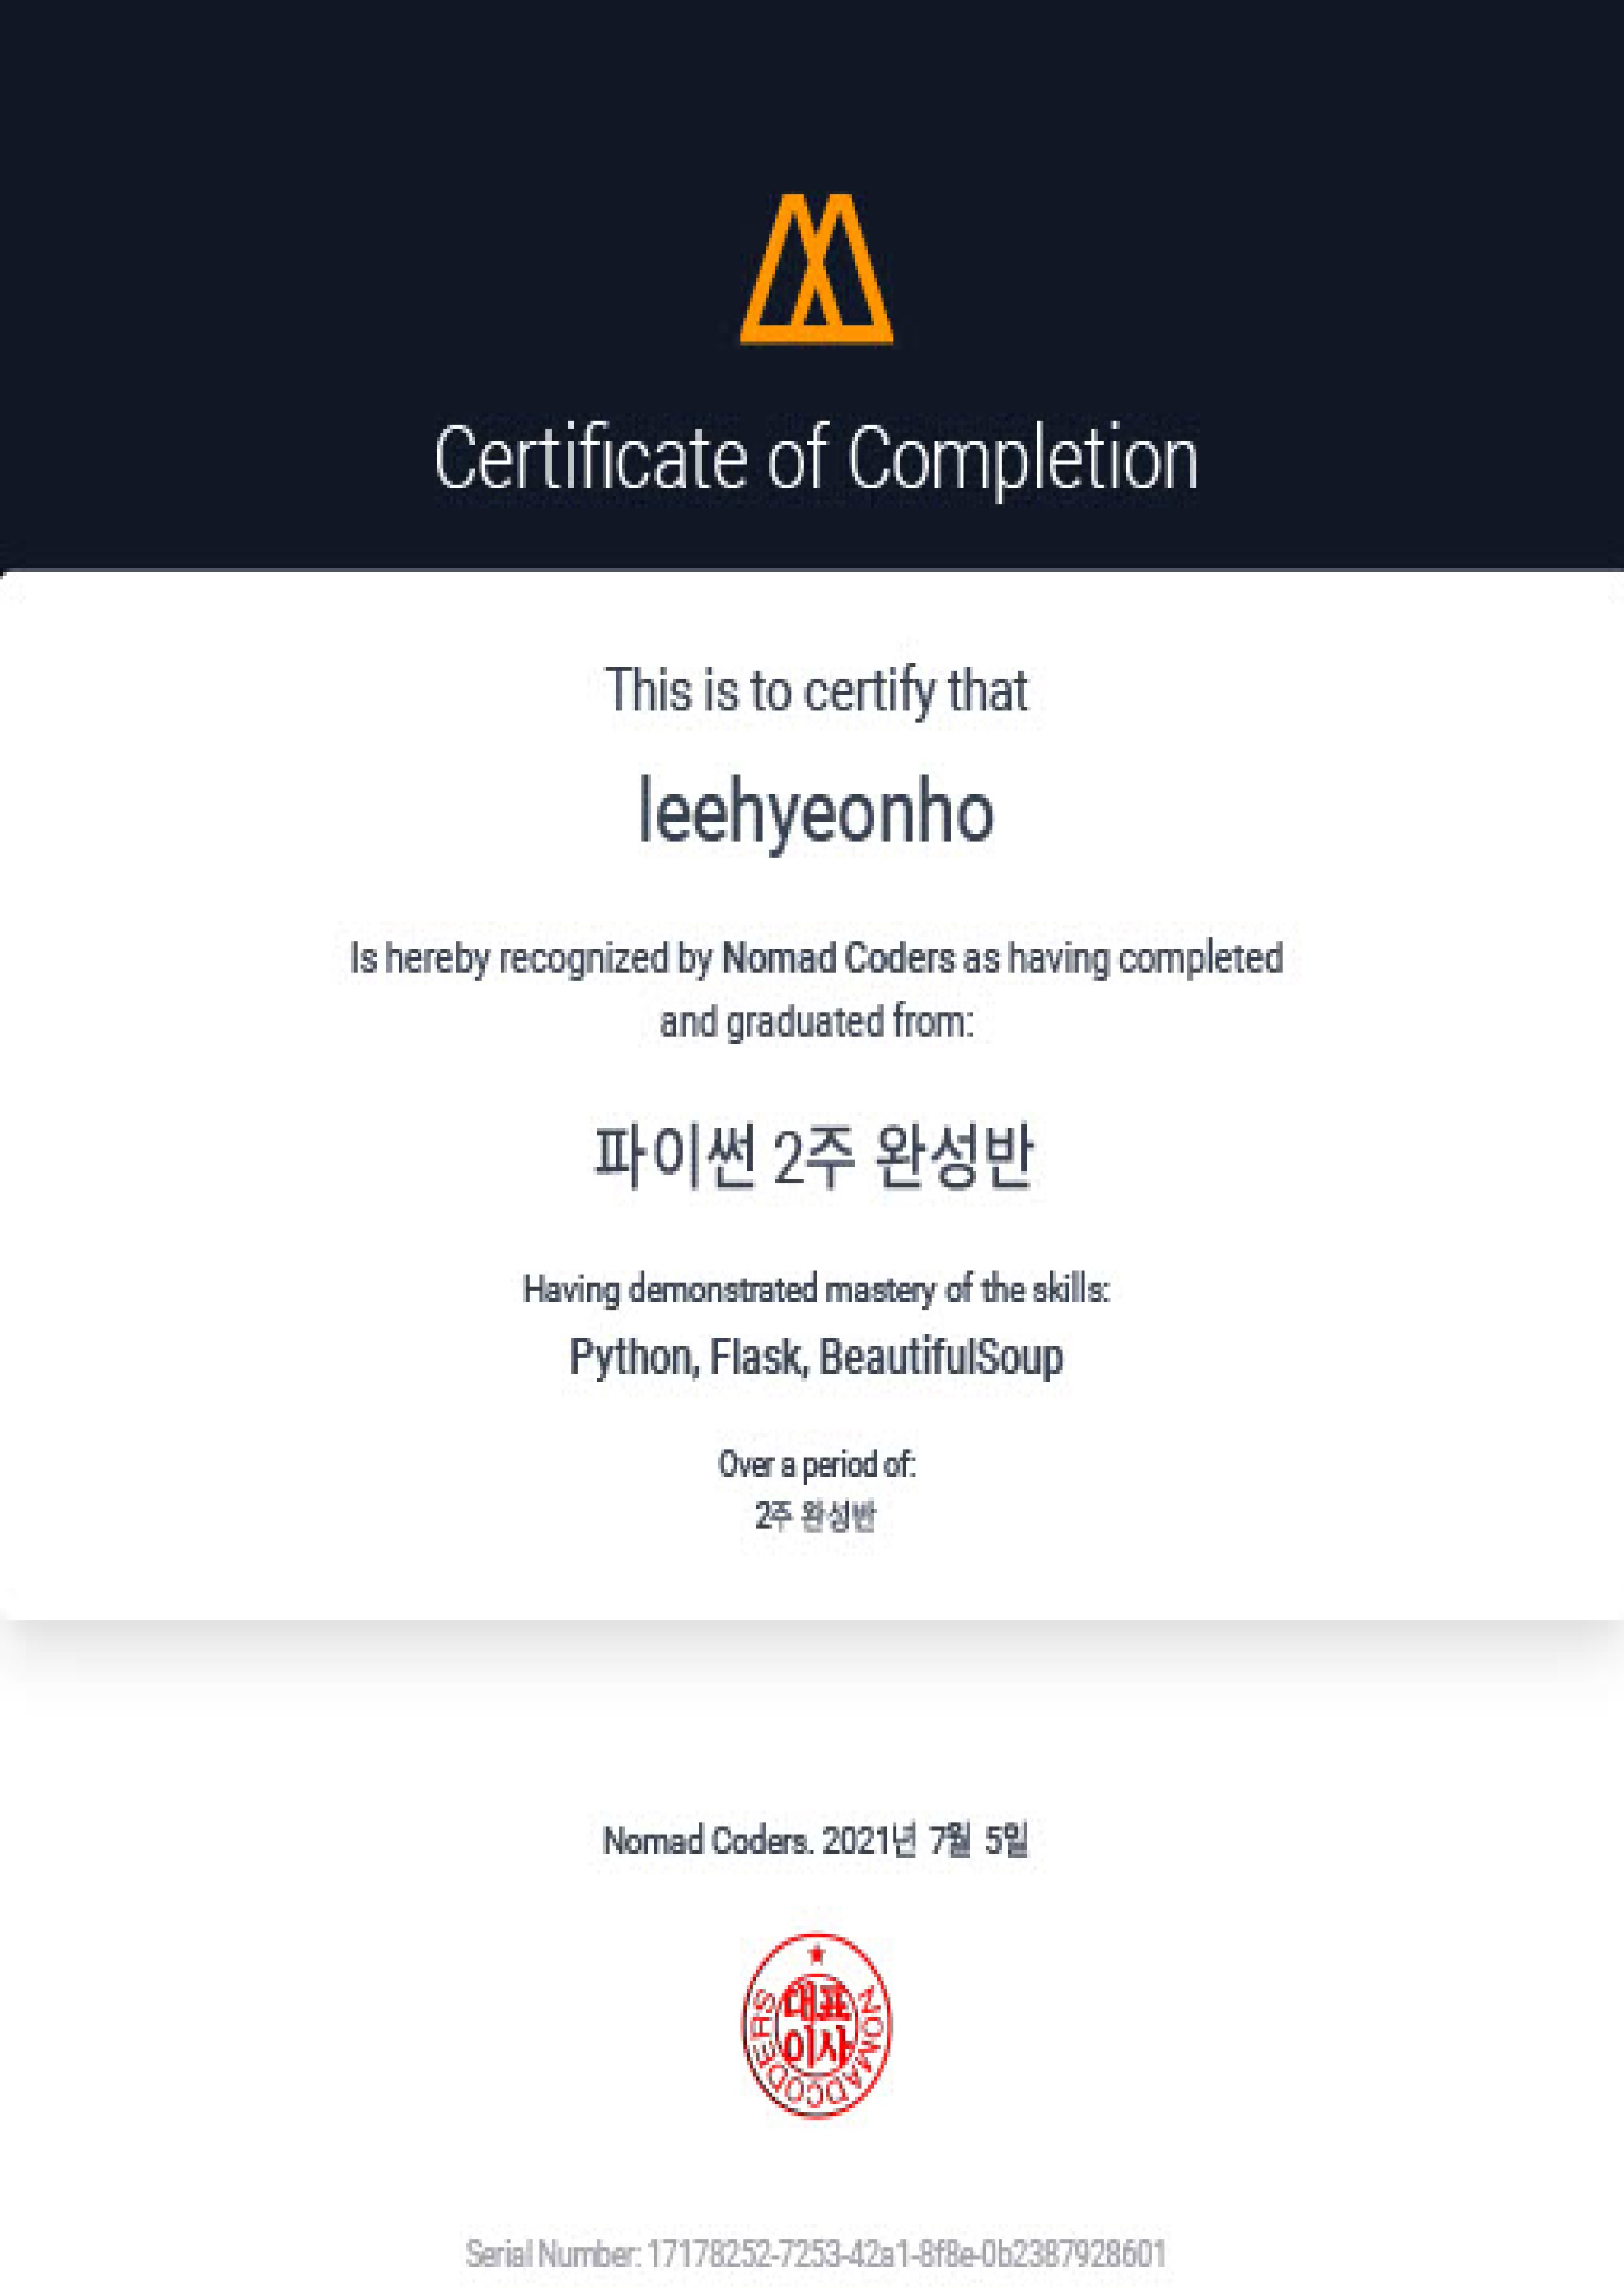 Certificate of Completion
This is to certify that
leehyeonho
Is hereby recognized by Nomad Coders as having completed
and graduated from:
파이썬 2주 완성반
Having demonstrated mastery of the skills:
Python, Flask, BeautifulSoup
Over a period of:
2주 완성반
Nomad Coders. 2021년 7월 5일
대표
이사
NOMADCODERS
Serial Number: 17178252-7253-42a1-8f8e-0b2387928601